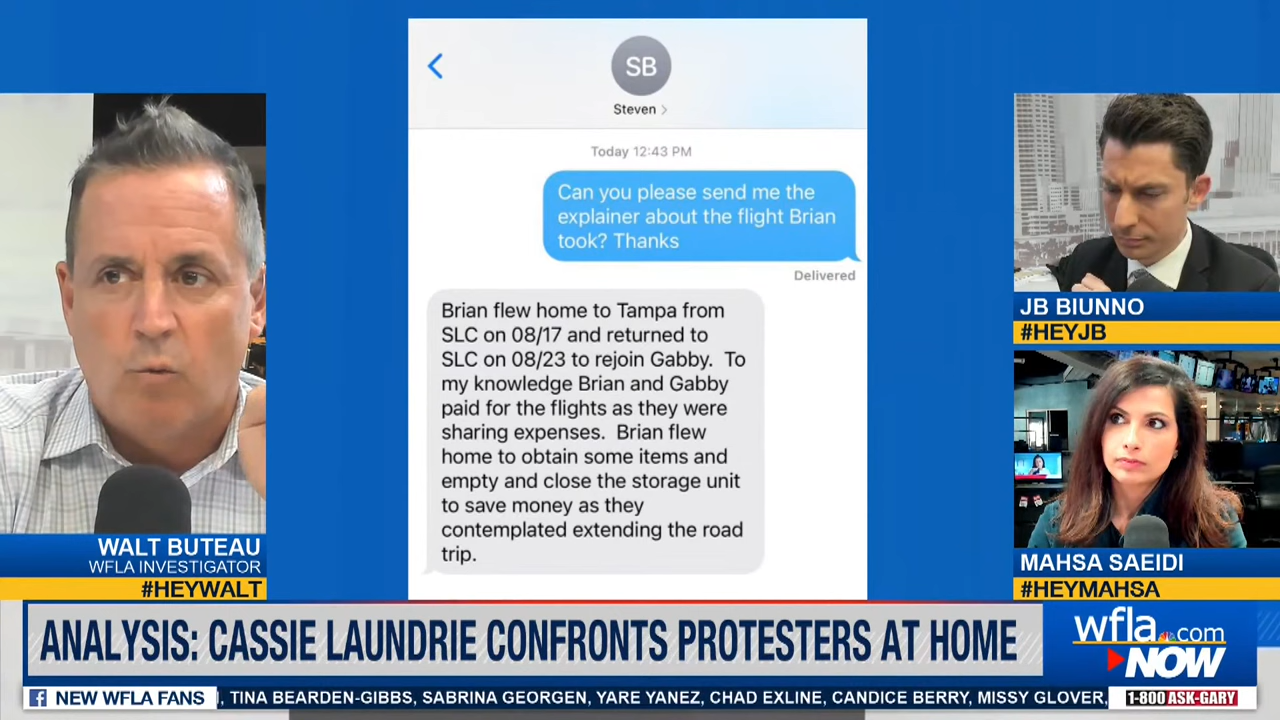 SB
Steven >
Today 12:43 PM
Can you please send me the
explainer about the flight Brian
took? Thanks
Delivered
Brian flew home to Tampa from
SLC on 08/17 and returned to
SLC on 08/23 to rejoin Gabby. To
my knowledge Brian and Gabby
paid for the flights as they were
sharing expenses. Brian flew
home to obtain some items and
empty and close the storage unit
to save money as they
contemplated extending the road
trip.
WALT BUTEAU
WFLA INVESTIGATOR
#HEYWALT
JB BIUNNO
#HEYJB
MAHSA SAEIDI
#HEYMAHSA
ANALYSIS: CASSIE LAUNDRIE CONFRONTS PROTESTERS AT HOME
wfla.com
NOW
NEW WFLA FANS , TINA BEARDEN-GIBBS, SABRINA GEORGEN, YARE YANEZ, CHAD EXLINE, CANDICE BERRY, MISSY GLOVER,
1-800 ASK-GARY